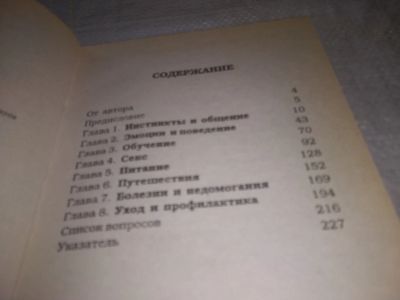 СОДЕРЖАНИЕ
От автора 4
Предисловие 5
Глава 1. Инстинкты и общение 10
Глава 2. Эмоции и поведение 43
Глава 3. Обучение 70
Глава 4. Секс 92
Глава 5. Питание 128
Глава 6. Путешествия 152
Глава 7. Болезни и недомогания 169
Глава 8. Уход и профилактика 194
Список вопросов 216
Указатель 227